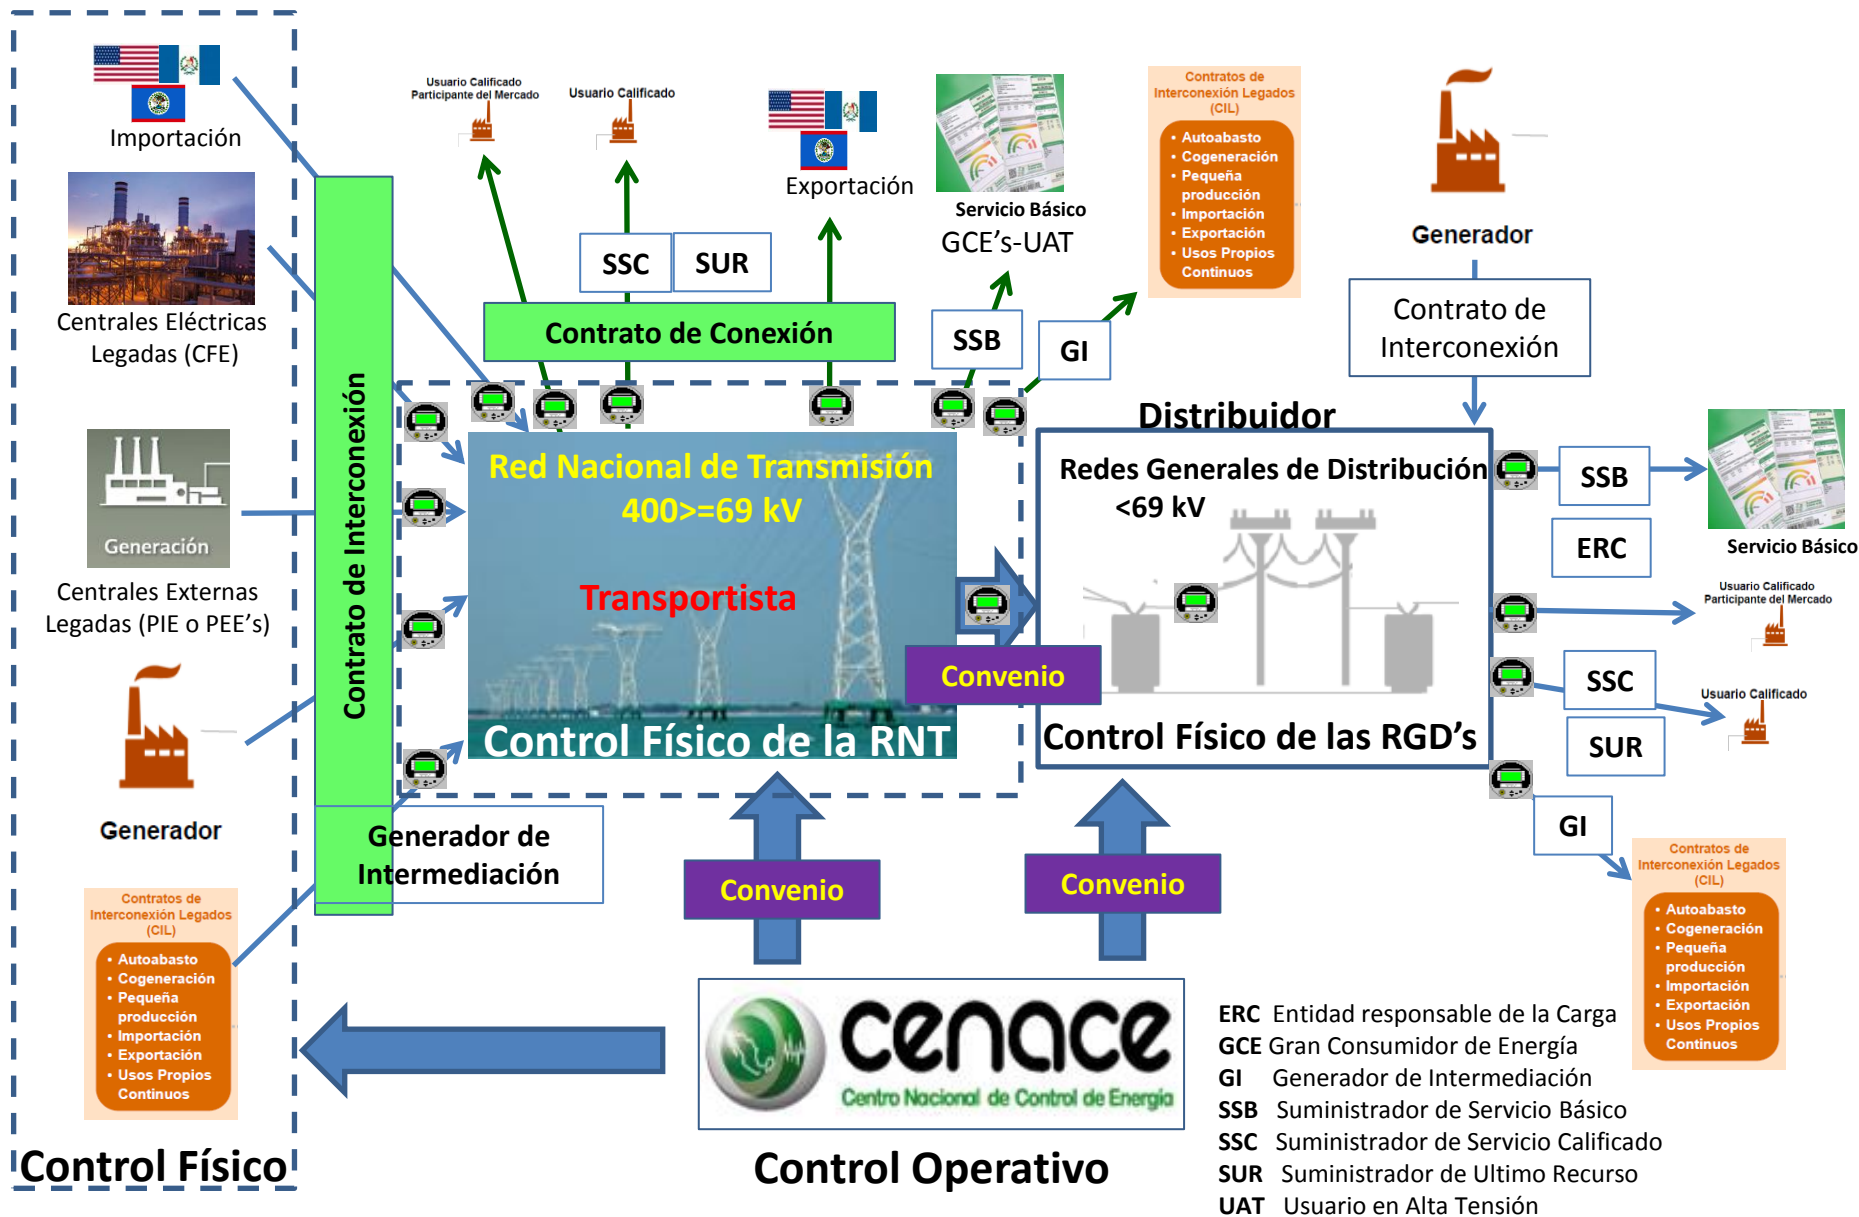 Importación
Centrales Eléctricas
Legadas (CFE)
Generación
Centrales Externas
Legadas (PIE o PEE's)
Generador
Contratos de
Interconexión Legados
(CIL)
• Autoabasto
• Cogeneración
• Pequeña
producción
• Importación
• Exportación
• Usos Propios
Continuos
Control Físico
Contrato de Interconexión
Generador de
Intermediación
Usuario Calificado
Participante del Mercado
Usuario Calificado
Exportación
SSC
SUR
Contrato de Conexión
Servicio Básico
GCE's-UAT
SSB
GI
Contratos de
Interconexión Legados
(CIL)
• Autoabasto
• Cogeneración
• Pequeña
producción
• Importación
• Exportación
• Usos Propios
Continuos
Generador
Contrato de
Interconexión
Red Nacional de Transmisión
400>=69 kV
Transportista
Control Físico de la RNT
Convenio
Distribuidor
Redes Generales de Distribución
<69 kV
Control Físico de las RGD's
SSB
ERC
Servicio Básico
Usuario Calificado
Participante del Mercado
SSC
SUR
Usuario Calificado
GI
Contratos de
Interconexión Legados
(CIL)
• Autoabasto
• Cogeneración
• Pequeña
producción
• Importación
• Exportación
• Usos Propios
Continuos
Convenio
Convenio
cenace
Centro Nacional de Control de Energía
Control Operativo
ERC Entidad responsable de la Carga
GCE Gran Consumidor de Energía
GI Generador de Intermediación
SSB Suministrador de Servicio Básico
SSC Suministrador de Servicio Calificado
SUR Suministrador de Ultimo Recurso
UAT Usuario en Alta Tensión